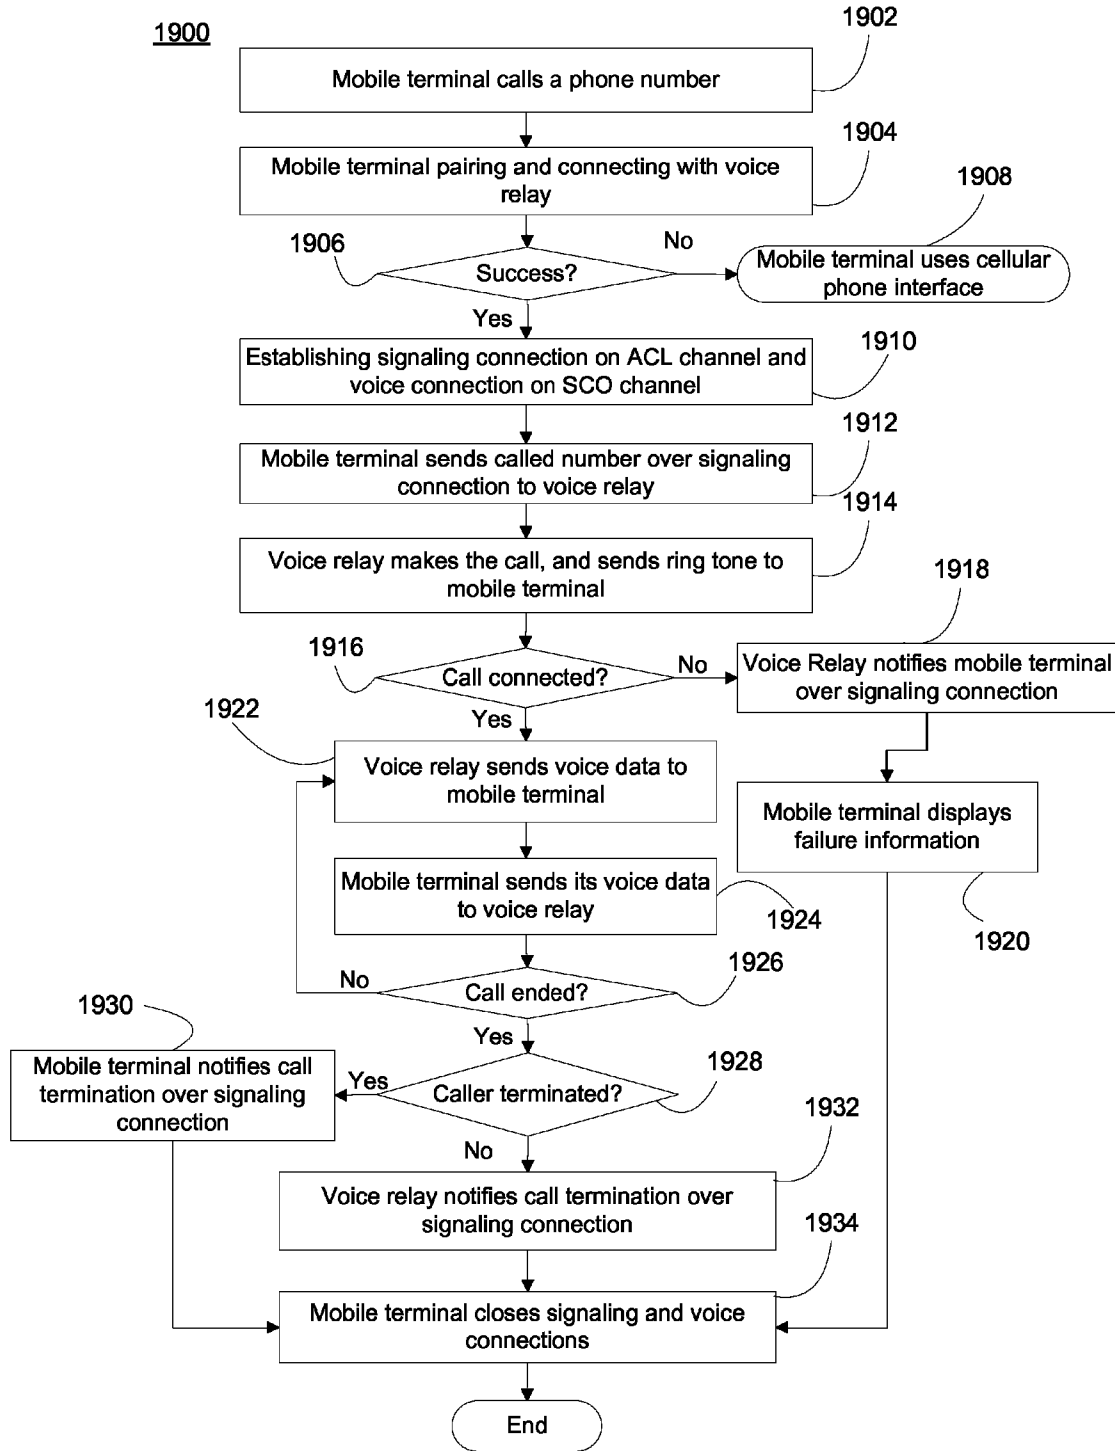 1900
1902
Mobile terminal calls a phone number
1904
Mobile terminal pairing and connecting with voice
relay
1908
1906
No
Success?
Mobile terminal uses cellular
phone interface
Yes
1910
Establishing signaling connection on ACL channel and
voice connection on SCO channel
1912
Mobile terminal sends called number over signaling
connection to voice relay
1914
Voice relay makes the call, and sends ring tone to
mobile terminal
1918
1916
Call connected?
No
Voice Relay notifies mobile terminal
over signaling connection
1922
Yes
Voice relay sends voice data to
mobile terminal
Mobile terminal displays
failure information
Mobile terminal sends its voice data
to voice relay
1924
1920
1926
No
Call ended?
1930
Yes
Mobile terminal notifies call
termination over signaling
connection
Yes
Caller terminated?
1928
1932
No
Voice relay notifies call termination over
signaling connection
1934
Mobile terminal closes signaling and voice
connections
End